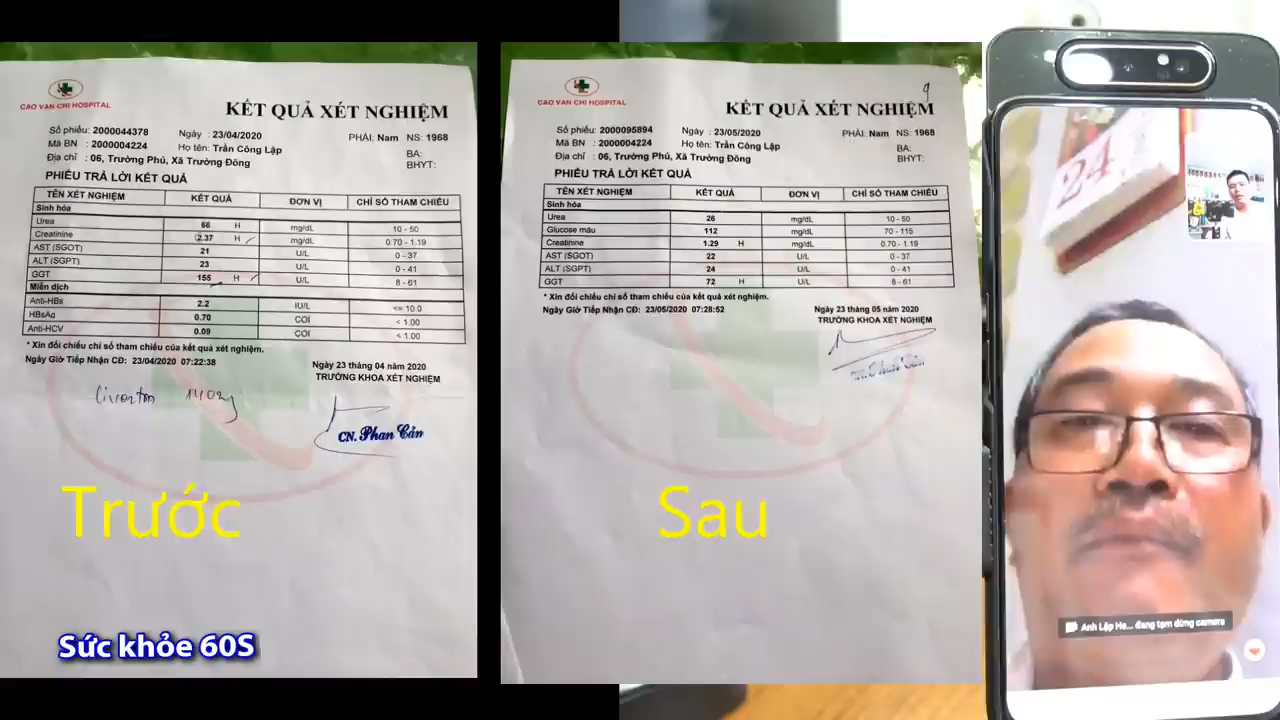 CAO VAN CHI HOSPITAL
KẾT QUẢ XÉT NGHIỆM
Số phiếu: 2000044378 Ngày : 23/04/2020 PHÁI: Nam NS: 1968
Mã BN : 2000004224 Họ tên: Trần Công Lập BA:
Địa chỉ : 06, Trường Phú, Xã Trường Đông BHYT:
PHIẾU TRẢ LỜI KẾT QUẢ
TÊN XÉT NGHIỆM KẾT QUẢ ĐƠN VỊ CHỈ SỐ THAM CHIẾU
Sinh hóa
Urea 66 H mg/dL 10 - 50
Creatinine 2.37 H mg/dL 0.70 - 1.19
AST (SGOT) 21 U/L 0 - 37
ALT (SGPT) 23 U/L 0 - 41
GGT 155 H U/L 8 - 61
Miễn dịch
Anti-HBs 2.2 IU/L <= 10.0
HBsAg 0.70 COI < 1.00
Anti-HCV 0.09 COI < 1.00
* Xin đối chiếu chỉ số tham chiếu của kết quả xét nghiệm.
Ngày Giờ Tiếp Nhận CĐ: 23/04/2020 07:22:38
Ngày 23 tháng 04 năm 2020
TRƯỞNG KHOA XÉT NGHIỆM
CN. Phan Cản
Trước
Sức khỏe 60S
CAO VAN CHI HOSPITAL
9
KẾT QUẢ XÉT NGHIỆM
Số phiếu: 2000095894 Ngày : 23/05/2020 PHÁI: Nam NS: 1968
Mã BN : 2000004224 Họ tên: Trần Công Lập BA:
Địa chỉ : 06, Trường Phú, Xã Trường Đông BHYT:
PHIẾU TRẢ LỜI KẾT QUẢ
TÊN XÉT NGHIỆM KẾT QUẢ ĐƠN VỊ CHỈ SỐ THAM CHIẾU
Sinh hóa
Urea 26 mg/dL 10 - 50
Glucose máu 112 mg/dL 70 - 115
Creatinine 1.29 H mg/dL 0.70 - 1.19
AST (SGOT) 22 U/L 0 - 37
ALT (SGPT) 24 U/L 0 - 41
GGT 72 H U/L 8 - 61
* Xin đối chiếu chỉ số tham chiếu của kết quả xét nghiệm.
Ngày Giờ Tiếp Nhận CĐ: 23/05/2020 07:28:52
Ngày 23 tháng 05 năm 2020
TRƯỞNG KHOA XÉT NGHIỆM
Sau
24
Anh Lập He... đang tạm dừng camera